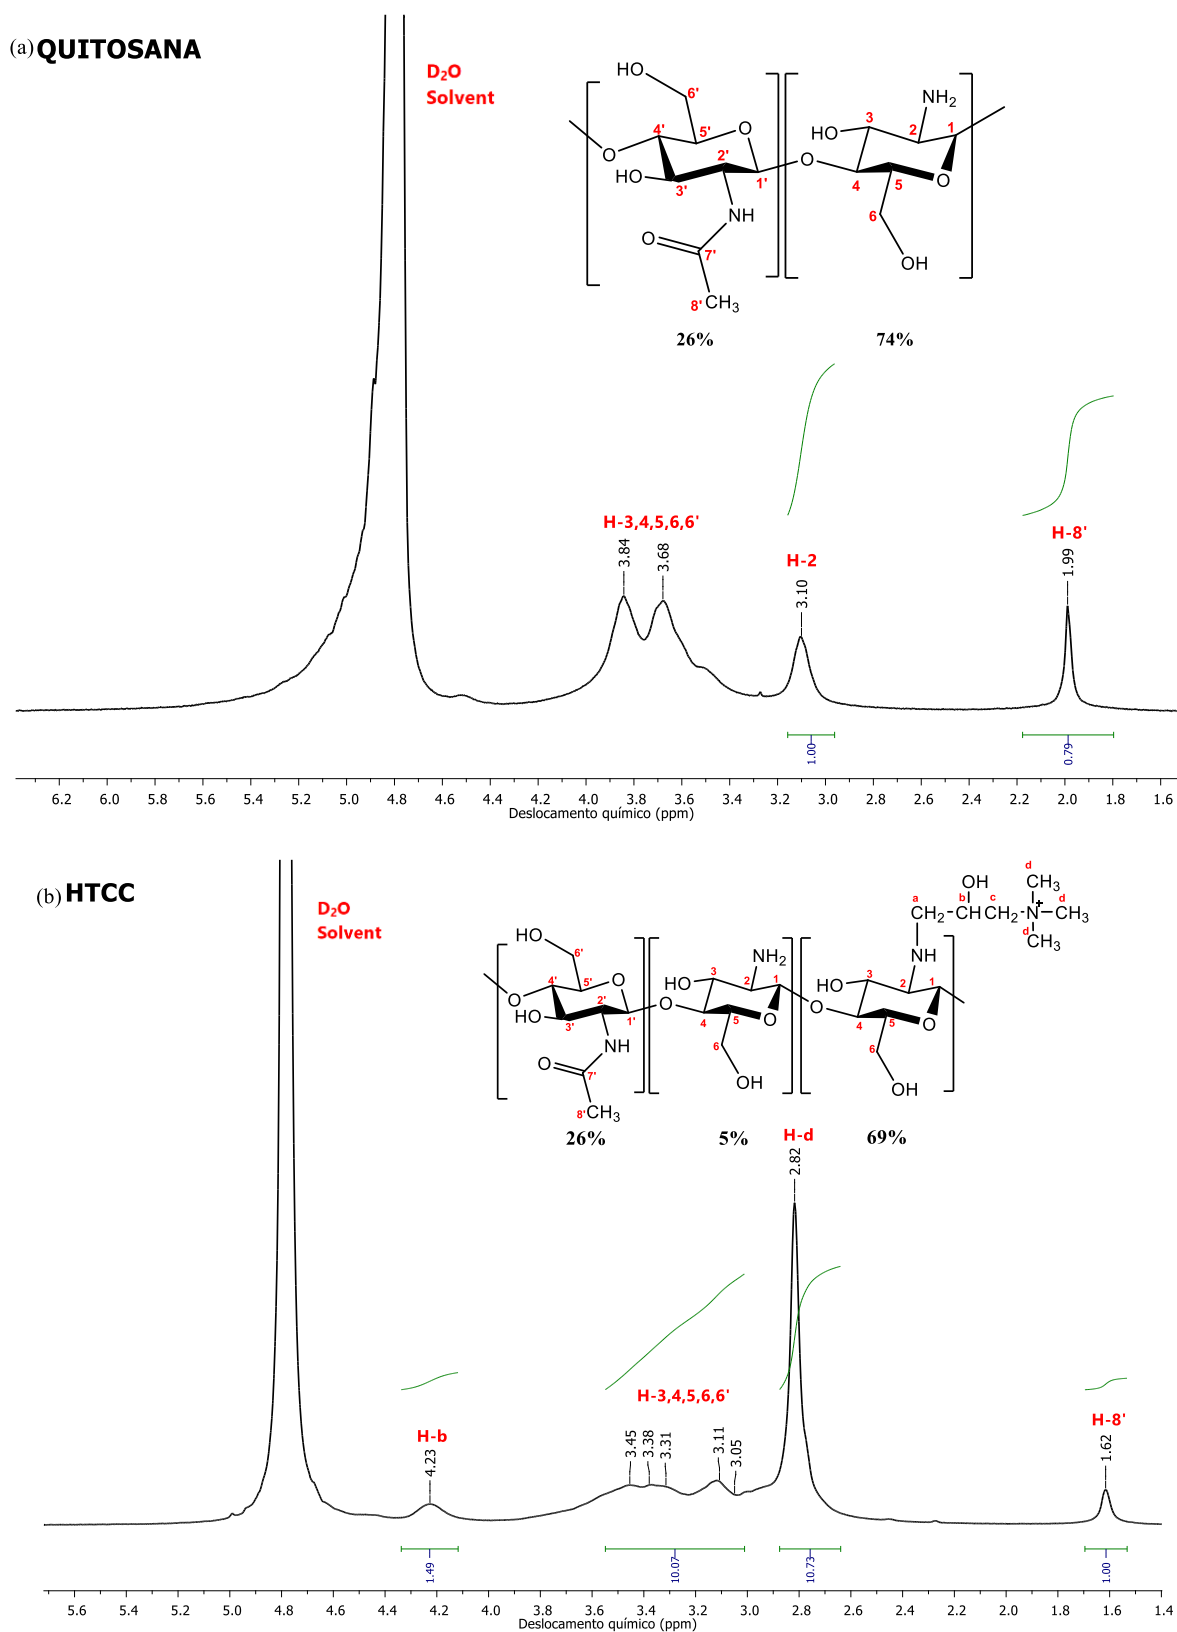 (a) QUITOSANA
D₂O
Solvent
HO
6'
4'
5'
O
O
HO
3'
2'
1'
NH
O
7'
8' CH₃
O
NH₂
3
2
1
HO
4
5
O
6
OH
26%
74%
H-3,4,5,6,6'
3.84
3.68
H-2
3.10
H-8'
1.99
1.00
0.79
6.2 6.0 5.8 5.6 5.4 5.2 5.0 4.8 4.6 4.4 4.2 4.0 3.8 3.6 3.4 3.2 3.0 2.8 2.6 2.4 2.2 2.0 1.8 1.6
Deslocamento químico (ppm)
(b) HTCC
D₂O
Solvent
d
OH
CH₃
a
b
c
CH₂-CH-CH₂-N⁺-CH₃
d
d
CH₃
NH
HO
6'
4'
5'
O
O
HO
3'
2'
1'
NH
O
7'
8' CH₃
O
NH₂
3
2
1
HO
4
5
O
6
OH
O
3
2
1
HO
4
5
O
6
OH
26%
5%
69%
H-d
2.82
H-3,4,5,6,6'
3.45
3.38
3.31
3.11
3.05
H-b
4.23
H-8'
1.62
1.49
10.07
10.73
1.00
5.6 5.4 5.2 5.0 4.8 4.6 4.4 4.2 4.0 3.8 3.6 3.4 3.2 3.0 2.8 2.6 2.4 2.2 2.0 1.8 1.6 1.4
Deslocamento químico (ppm)